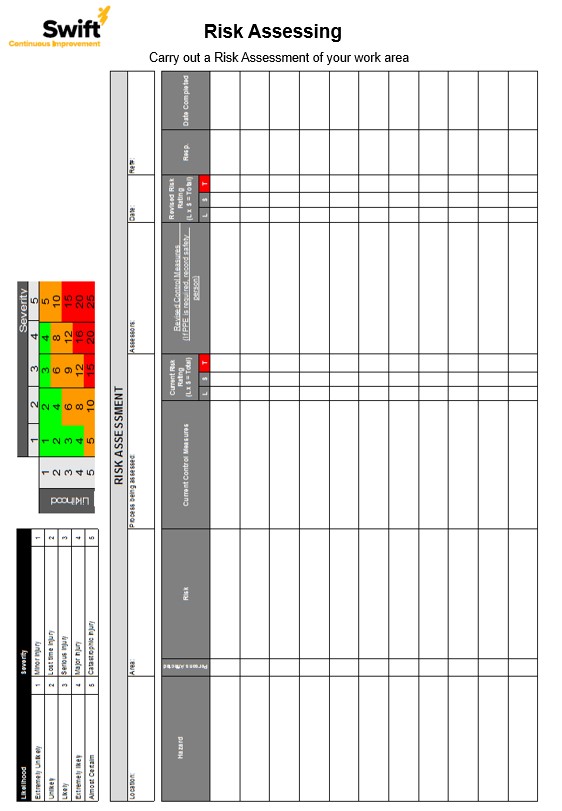 Swift
Continuous Improvement
Risk Assessing
Carry out a Risk Assessment of your work area
Likelihood Severity
Extremely Unlikely 1 Minor Injury 1
Unlikely 2 Lost time Injury 2
Likely 3 Serious Injury 3
Extremely likely 4 Major Injury 4
Almost Certain 5 Catastrophic Injury 5
Severity
1 2 3 4 5
Likelihood
1 1 2 3 4 5
2 2 4 6 8 10
3 3 6 9 12 15
4 4 8 12 16 20
5 5 10 15 20 25
RISK ASSESSMENT
Location: Area: Process being assessed: Assessors: Date: Ref#:
Hazard
Persons Affected
Risk
Current Control Measures
Current Risk
Rating
(L x S = Total)
L S T
Revised Control Measures
(If PPE is required, record safety
person)
Revised Risk
Rating
(L x S = Total)
L S T
Resp.
Date Completed